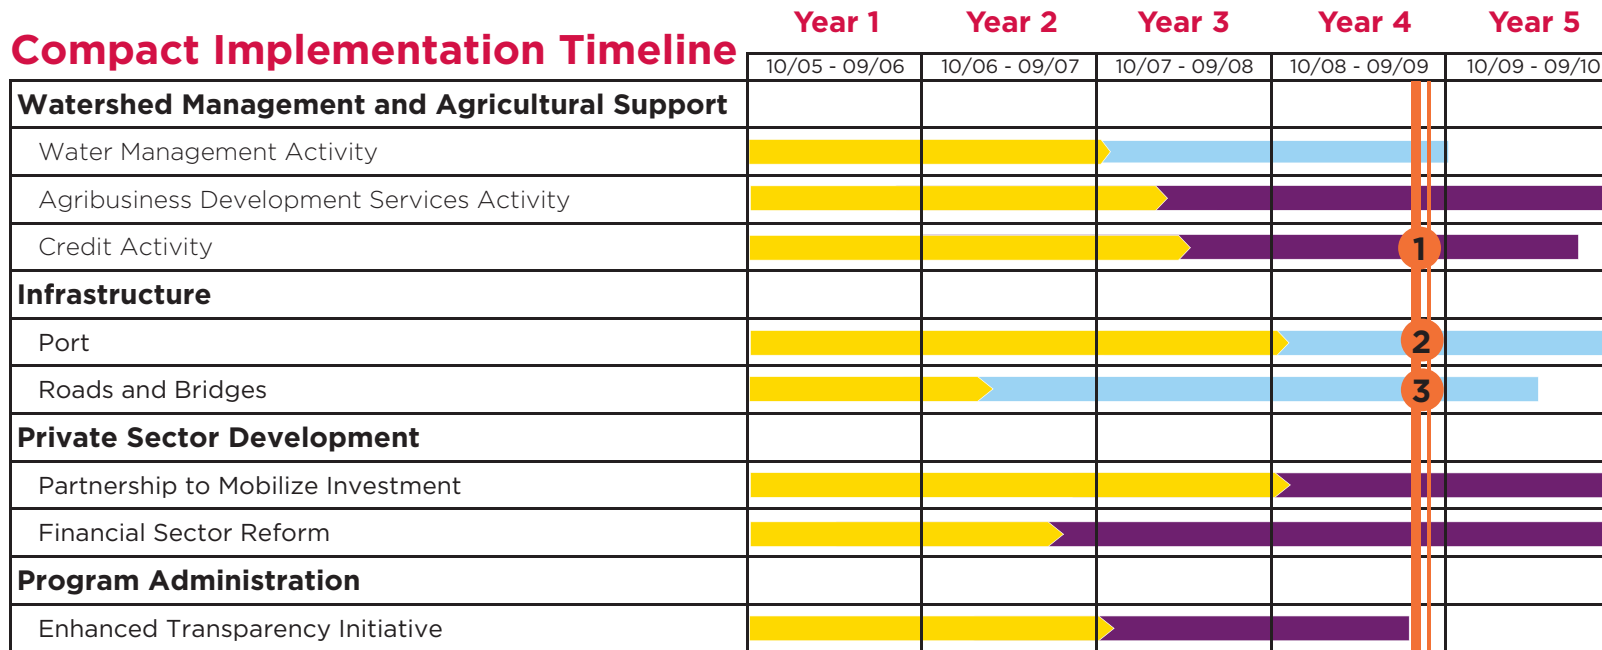 Year 1 Year 2 Year 3 Year 4 Year 5
Compact Implementation Timeline
10/05 - 09/06 10/06 - 09/07 10/07 - 09/08 10/08 - 09/09 10/09 - 09/10
Watershed Management and Agricultural Support
Water Management Activity
Agribusiness Development Services Activity
Credit Activity 1
Infrastructure
Port 2
Roads and Bridges 3
Private Sector Development
Partnership to Mobilize Investment
Financial Sector Reform
Program Administration
Enhanced Transparency Initiative